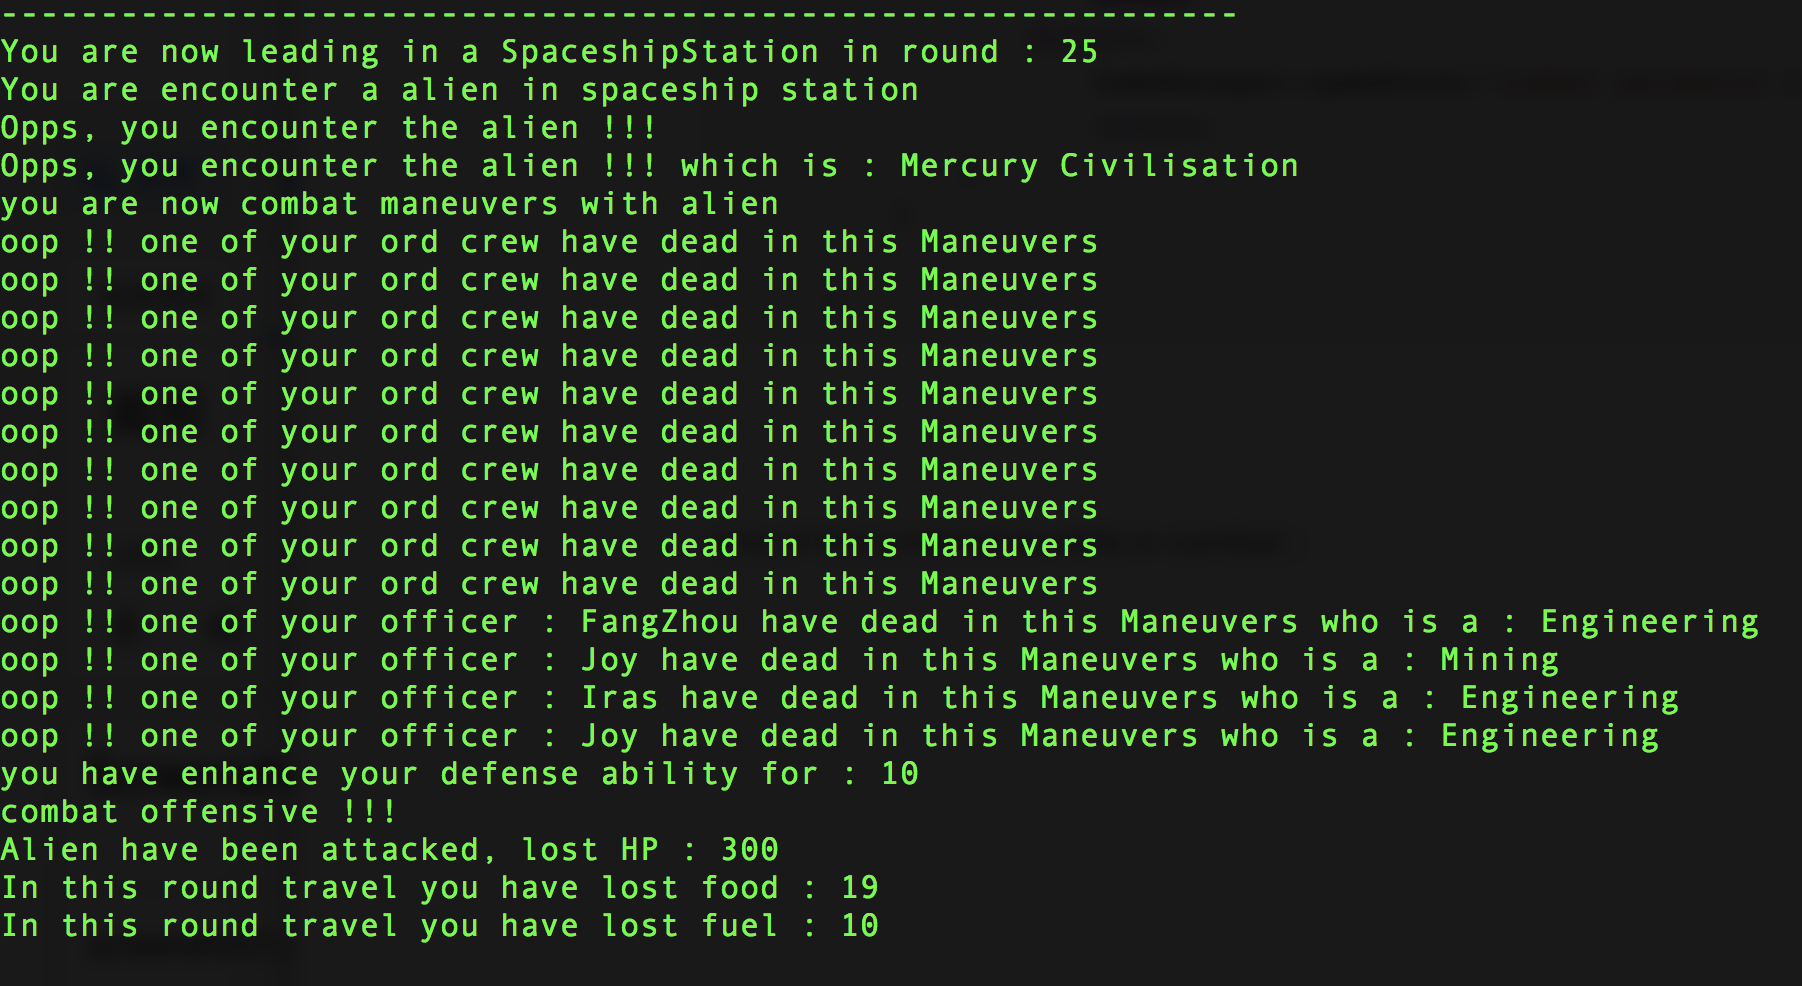 --------------------------------------------------------------
You are now leading in a SpaceshipStation in round : 25
You are encounter a alien in spaceship station
Opps, you encounter the alien !!!
Opps, you encounter the alien !!! which is : Mercury Civilisation
you are now combat maneuvers with alien
oop !! one of your ord crew have dead in this Maneuvers
oop !! one of your ord crew have dead in this Maneuvers
oop !! one of your ord crew have dead in this Maneuvers
oop !! one of your ord crew have dead in this Maneuvers
oop !! one of your ord crew have dead in this Maneuvers
oop !! one of your ord crew have dead in this Maneuvers
oop !! one of your ord crew have dead in this Maneuvers
oop !! one of your ord crew have dead in this Maneuvers
oop !! one of your ord crew have dead in this Maneuvers
oop !! one of your ord crew have dead in this Maneuvers
oop !! one of your officer : FangZhou have dead in this Maneuvers who is a : Engineering
oop !! one of your officer : Joy have dead in this Maneuvers who is a : Mining
oop !! one of your officer : Iras have dead in this Maneuvers who is a : Engineering
oop !! one of your officer : Joy have dead in this Maneuvers who is a : Engineering
you have enhance your defense ability for : 10
combat offensive !!!
Alien have been attacked, lost HP : 300
In this round travel you have lost food : 19
In this round travel you have lost fuel : 10